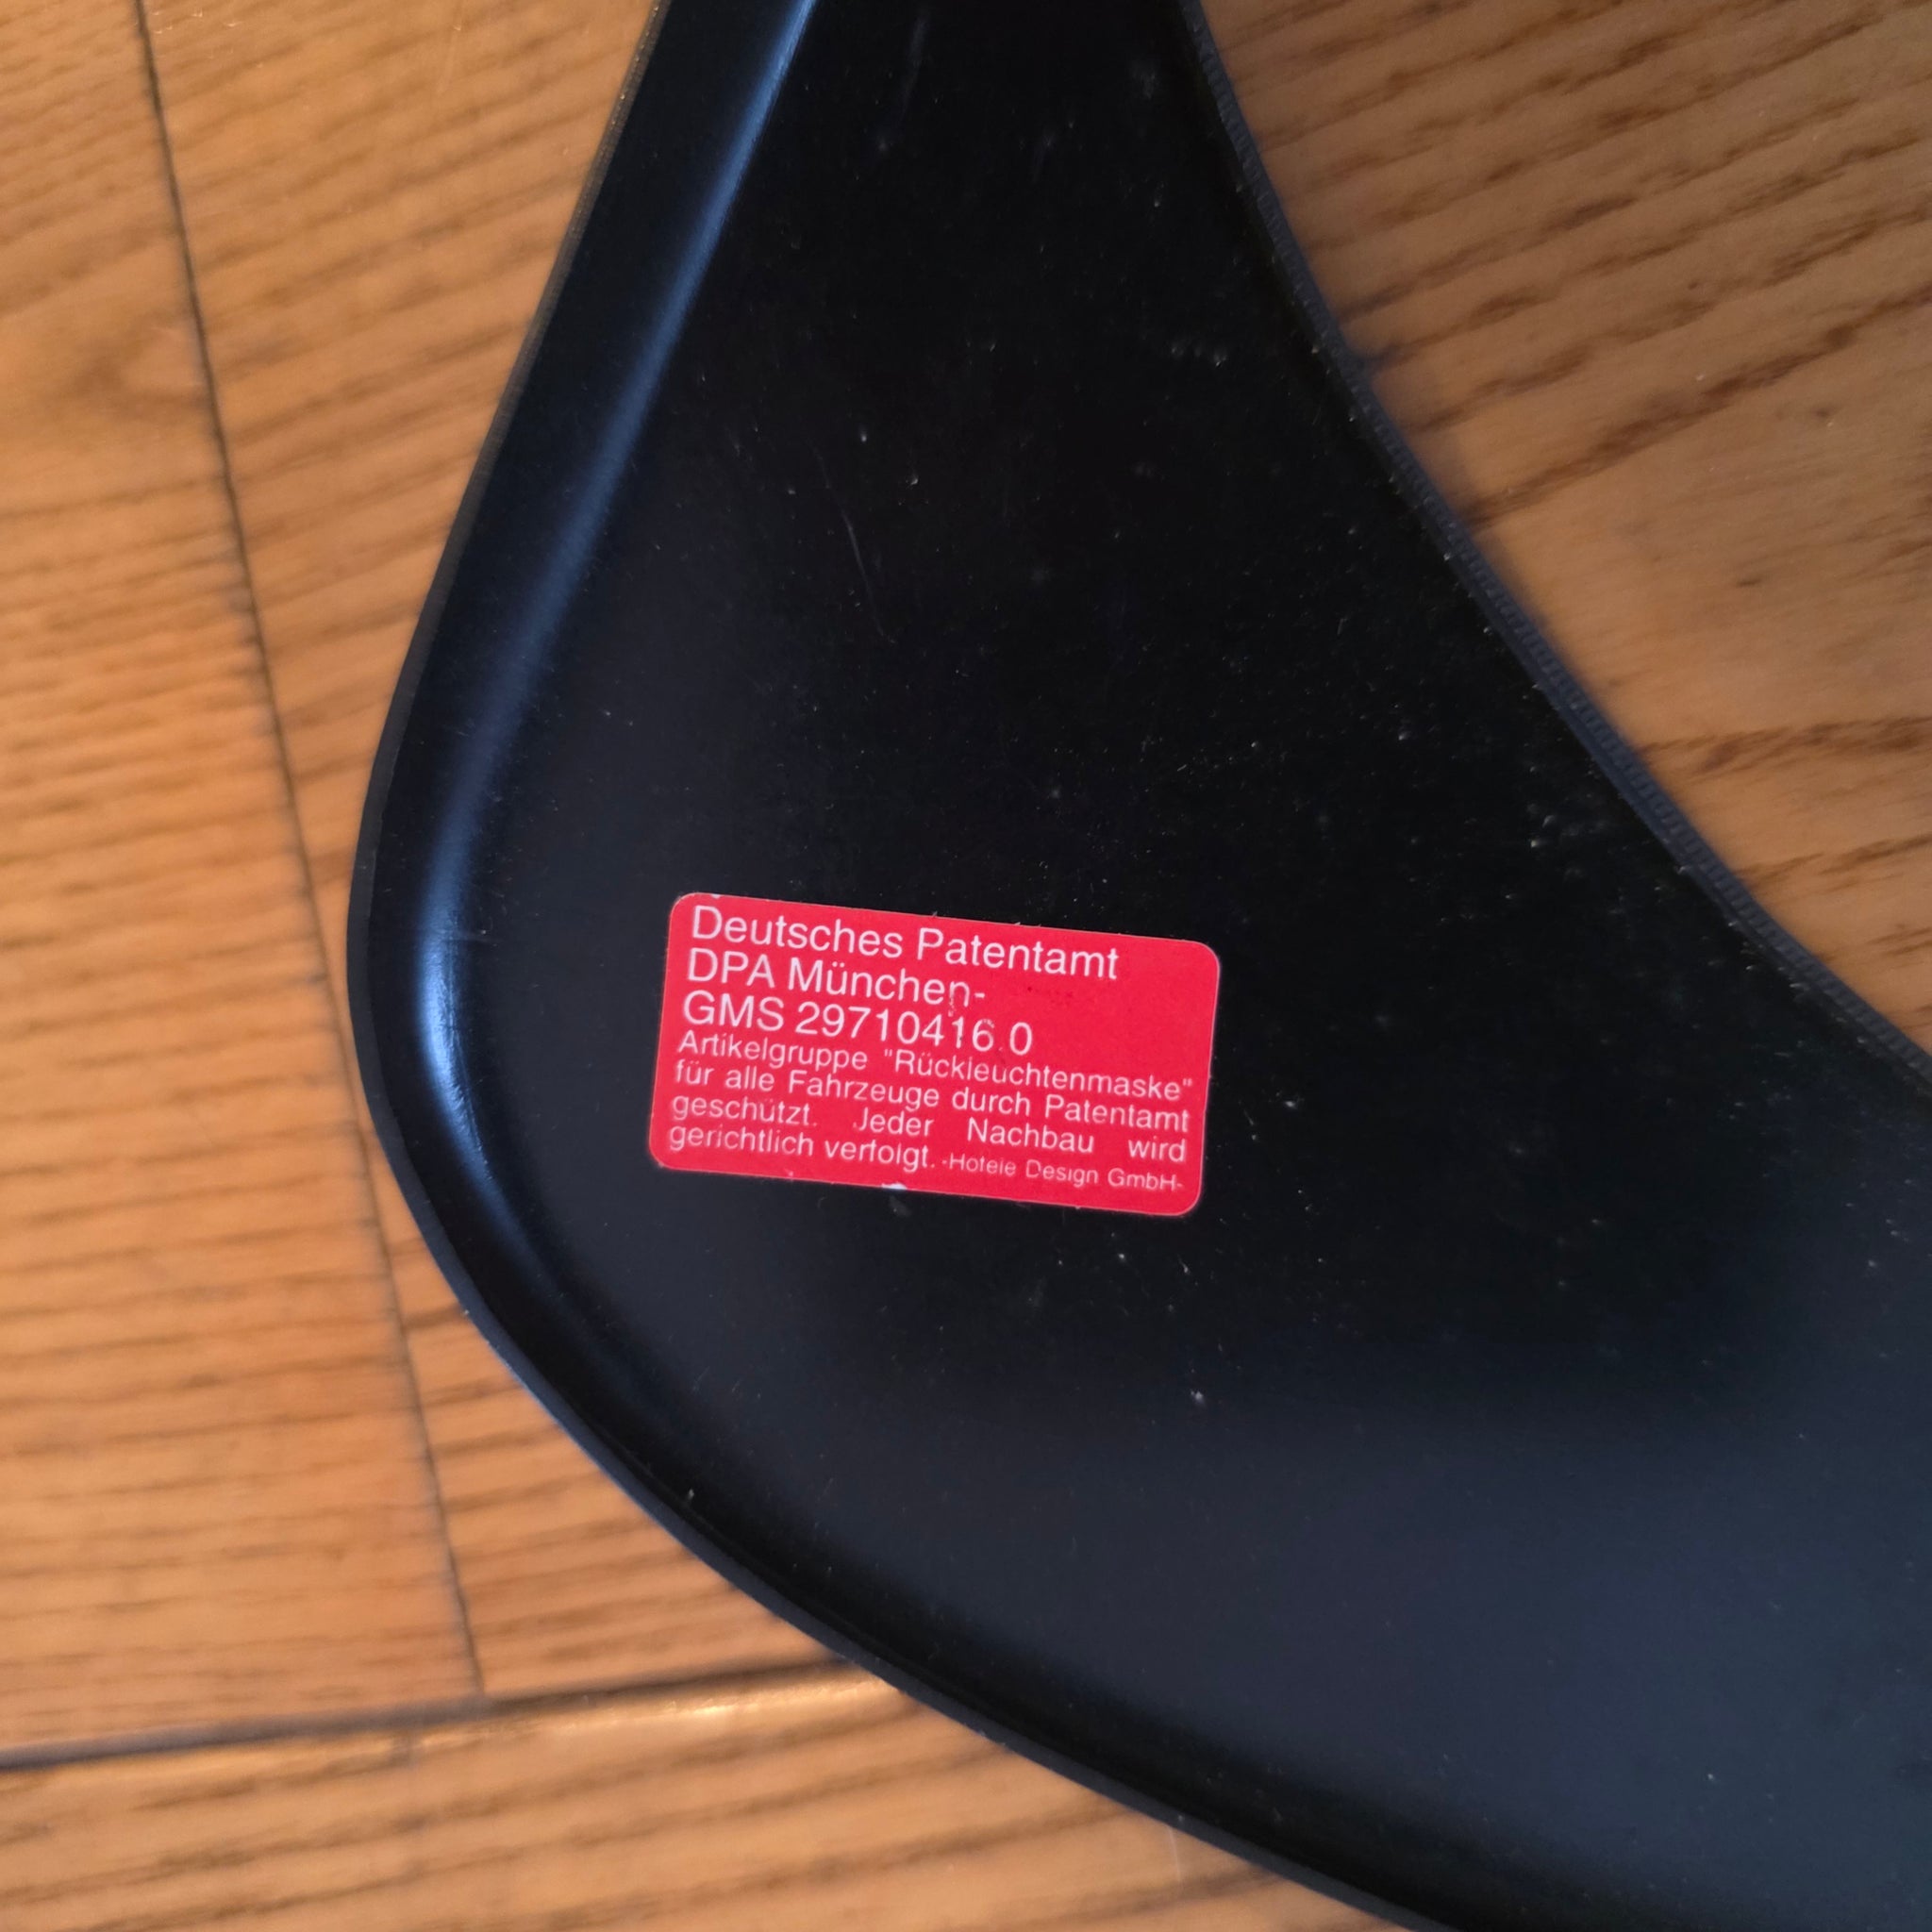 Deutsches Patentamt
DPA München-
GMS 29710416.0
Artikelgruppe "Rückleuchtenmaske"
für alle Fahrzeuge durch Patentamt
geschützt. Jeder Nachbau wird
gerichtlich verfolgt. -Hofele Design GmbH-